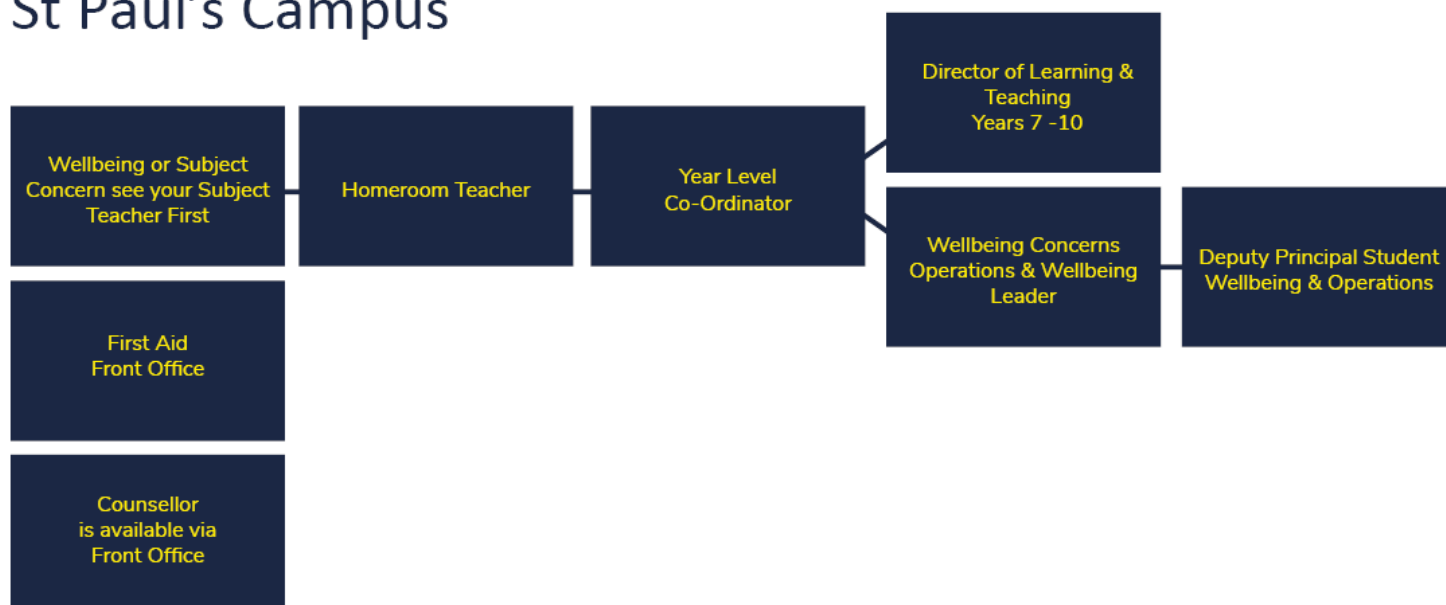 St Paul's Campus
Wellbeing or Subject
Concern see your Subject
Teacher First
Homeroom Teacher
Year Level
Co-Ordinator
Director of Learning &
Teaching
Years 7 -10
Wellbeing Concerns
Operations & Wellbeing
Leader
Deputy Principal Student
Wellbeing & Operations
First Aid
Front Office
Counsellor
is available via
Front Office